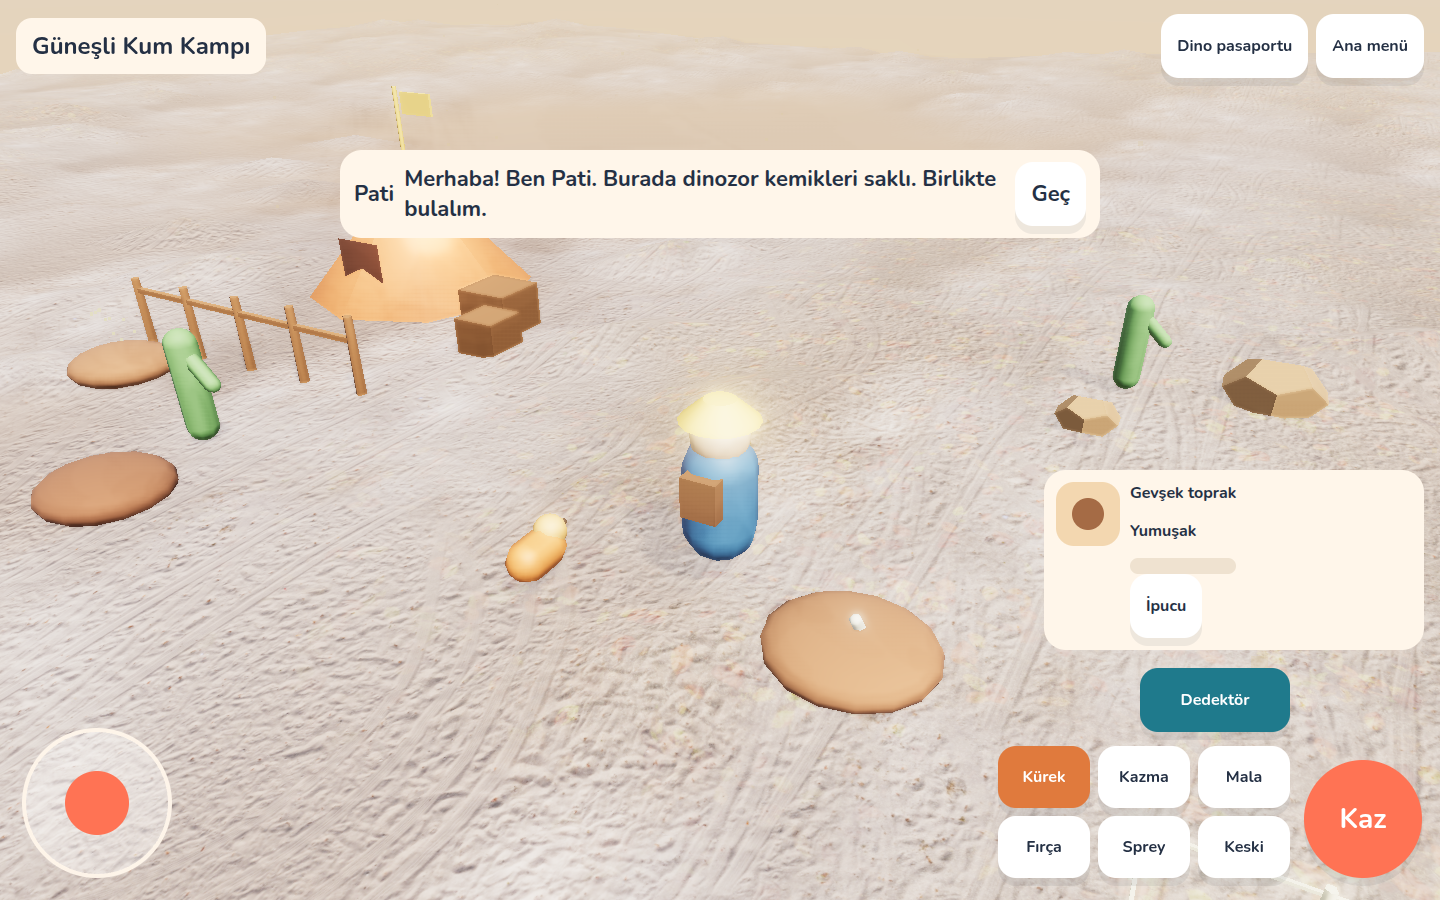 Güneşli Kum Kampı
Dino pasaportu
Ana menü
Pati
Merhaba! Ben Pati. Burada dinozor kemikleri saklı. Birlikte
bulalım.
Geç
Gevşek toprak
Yumuşak
İpucu
Dedektör
Kürek
Kazma
Mala
Fırça
Sprey
Keski
Kaz